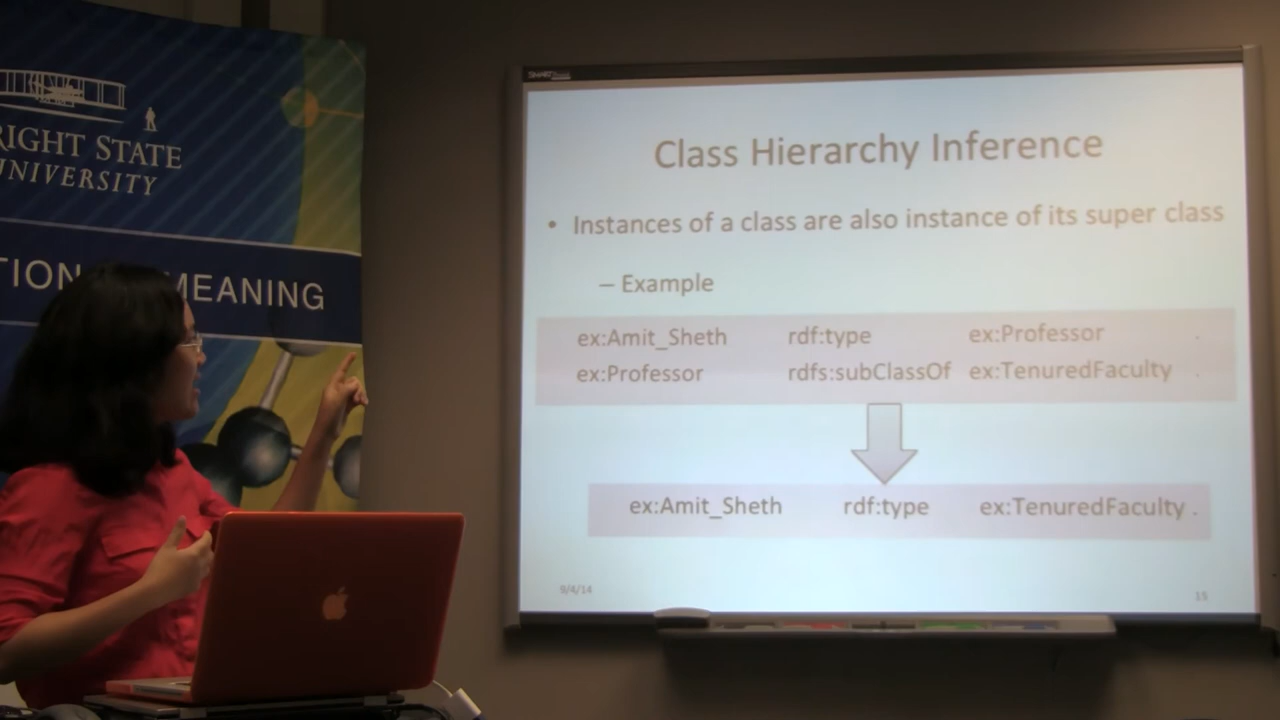 RIGHT STATE
UNIVERSITY
TION MEANING
SMART
Class Hierarchy Inference
• Instances of a class are also instance of its super class
– Example
ex:Amit_Sheth rdf:type ex:Professor .
ex:Professor rdfs:subClassOf ex:TenuredFaculty .
ex:Amit_Sheth rdf:type ex:TenuredFaculty .
9/4/14
15